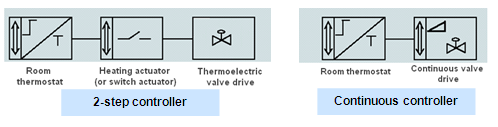 T
Room
thermostat
Heating actuator
(or switch actuator)
Thermoelectric
valve drive
2-step controller
T
Room thermostat
Continuous valve
drive
Continuous controller